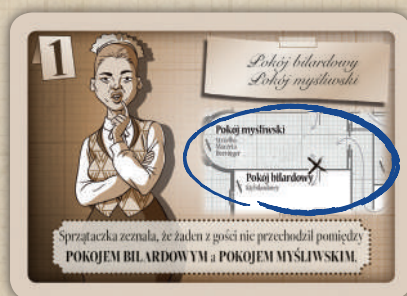 1
Pokój bilardowy
Pokój myśliwski
Pokój myśliwski
Pokój bilardowy
Sprzątaczka zeznała, że żaden z gości nie przechodził pomiędzy
POKOJEM BILARDOWYM a POKOJEM MYŚLIWSKIM.